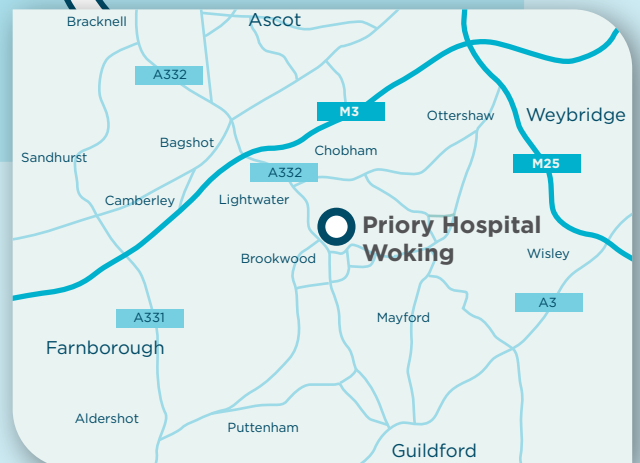 Bracknell
Ascot
A332
M3
Ottershaw
Weybridge
Bagshot
Chobham
Sandhurst
M25
A332
Camberley
Lightwater
Priory Hospital
Woking
Brookwood
Wisley
A3
A331
Mayford
Farnborough
Aldershot
Puttenham
Guildford